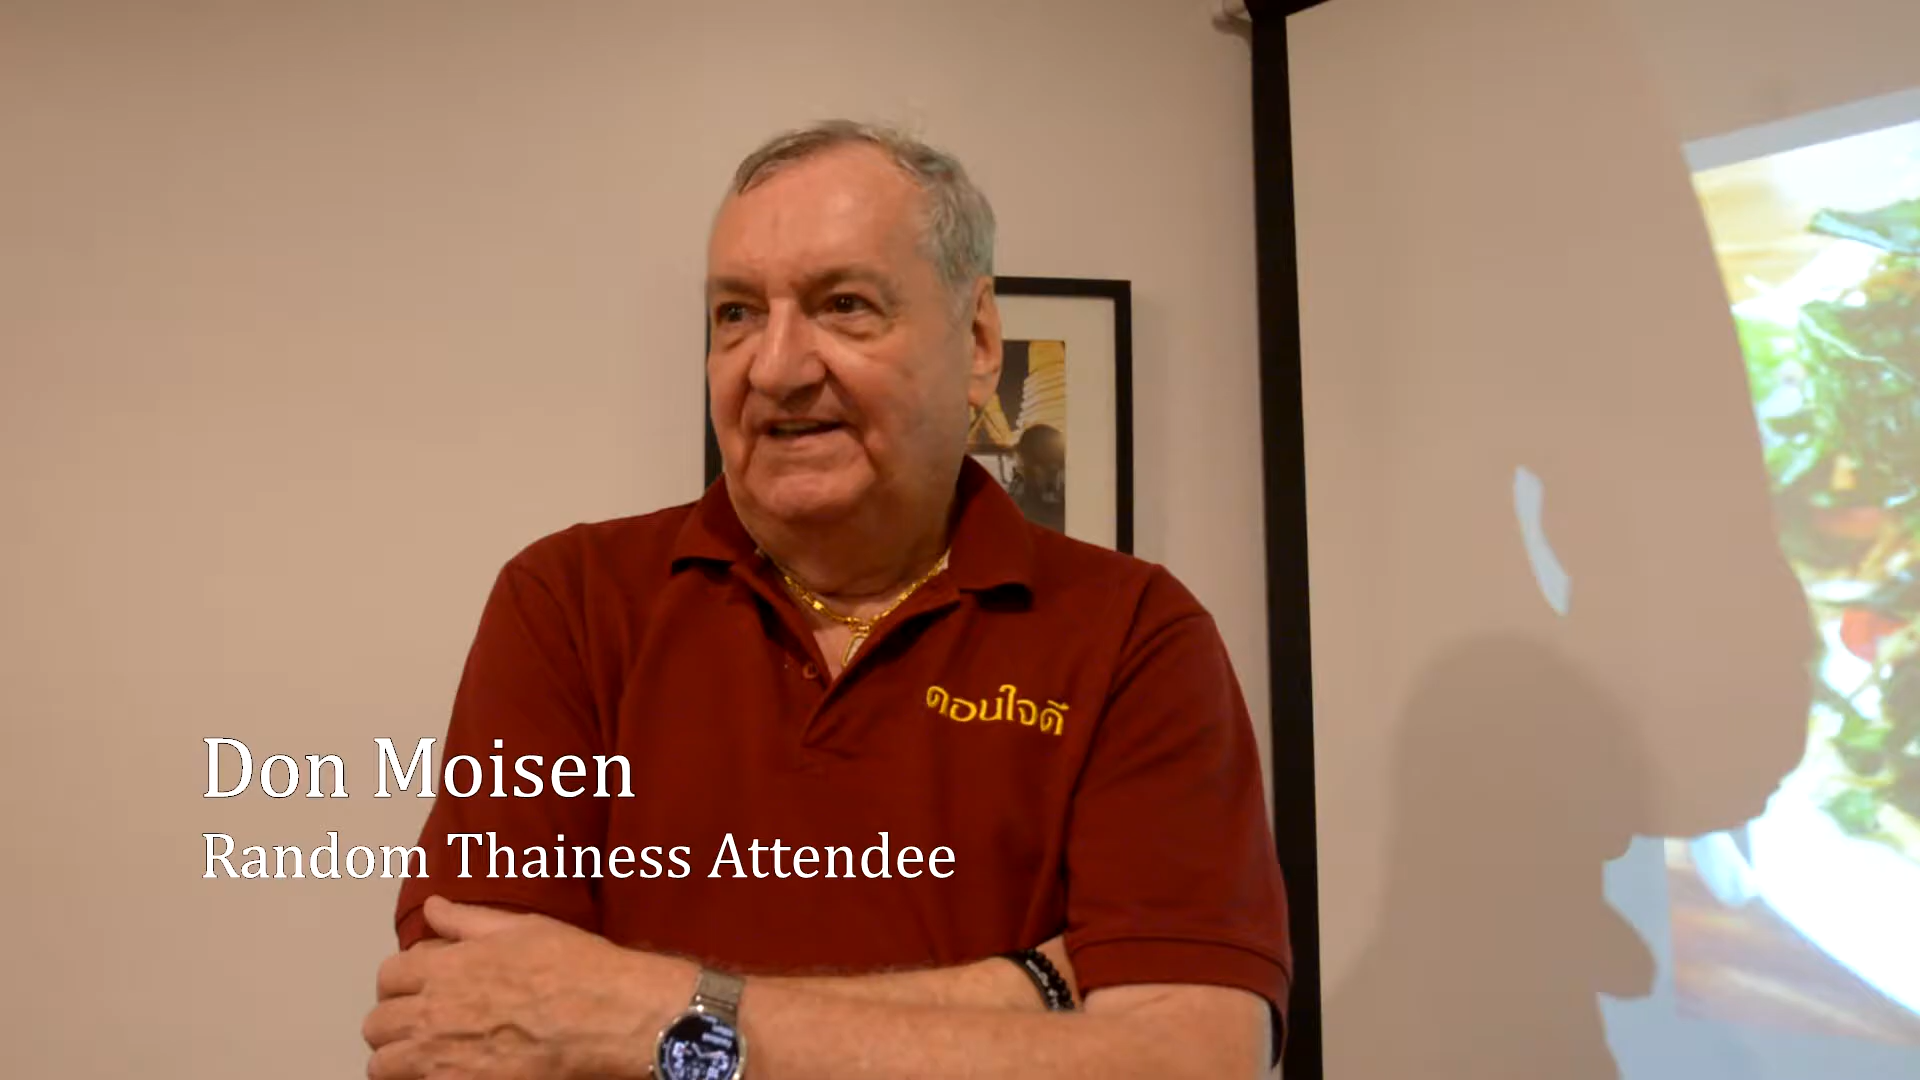 ดอนใจดี
Don Moisen
Random Thainess Attendee